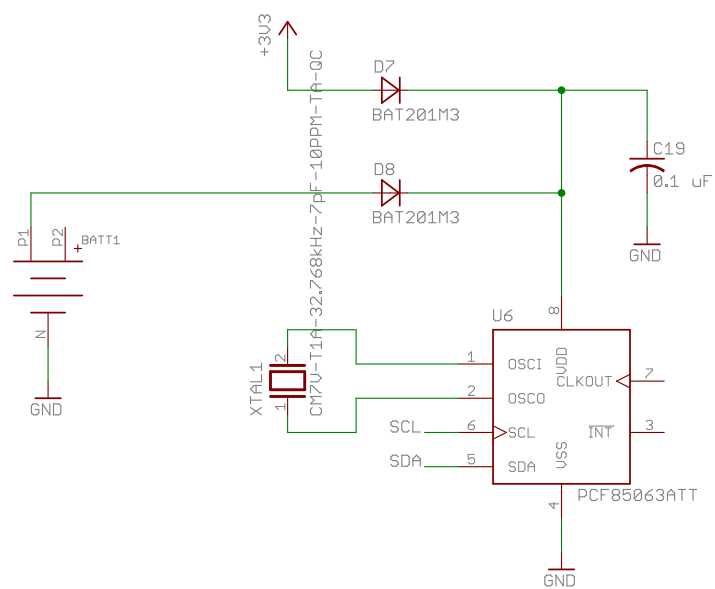 +3V3
D7
BAT201M3
C19
0.1 uF
GND
D8
BAT201M3
P1
P2
+
BATT1
N
GND
CM7V-T1A-32.768kHz-7pF-10PPM-TA-QC
XTAL1
2
1
U6
8
VDD
1
OSCI
2
OSCO
SCL
6
SCL
SDA
5
SDA
CLKOUT
7
INT
3
VSS
4
PCF85063ATT
GND